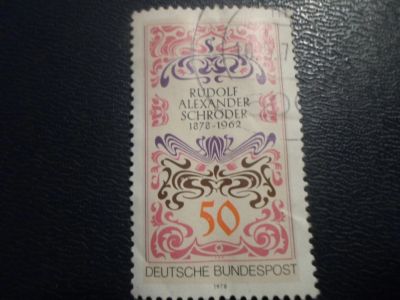 RUDOLF
ALEXANDER
SCHRÖDER
1878-1962
50
DEUTSCHE BUNDESPOST
1978